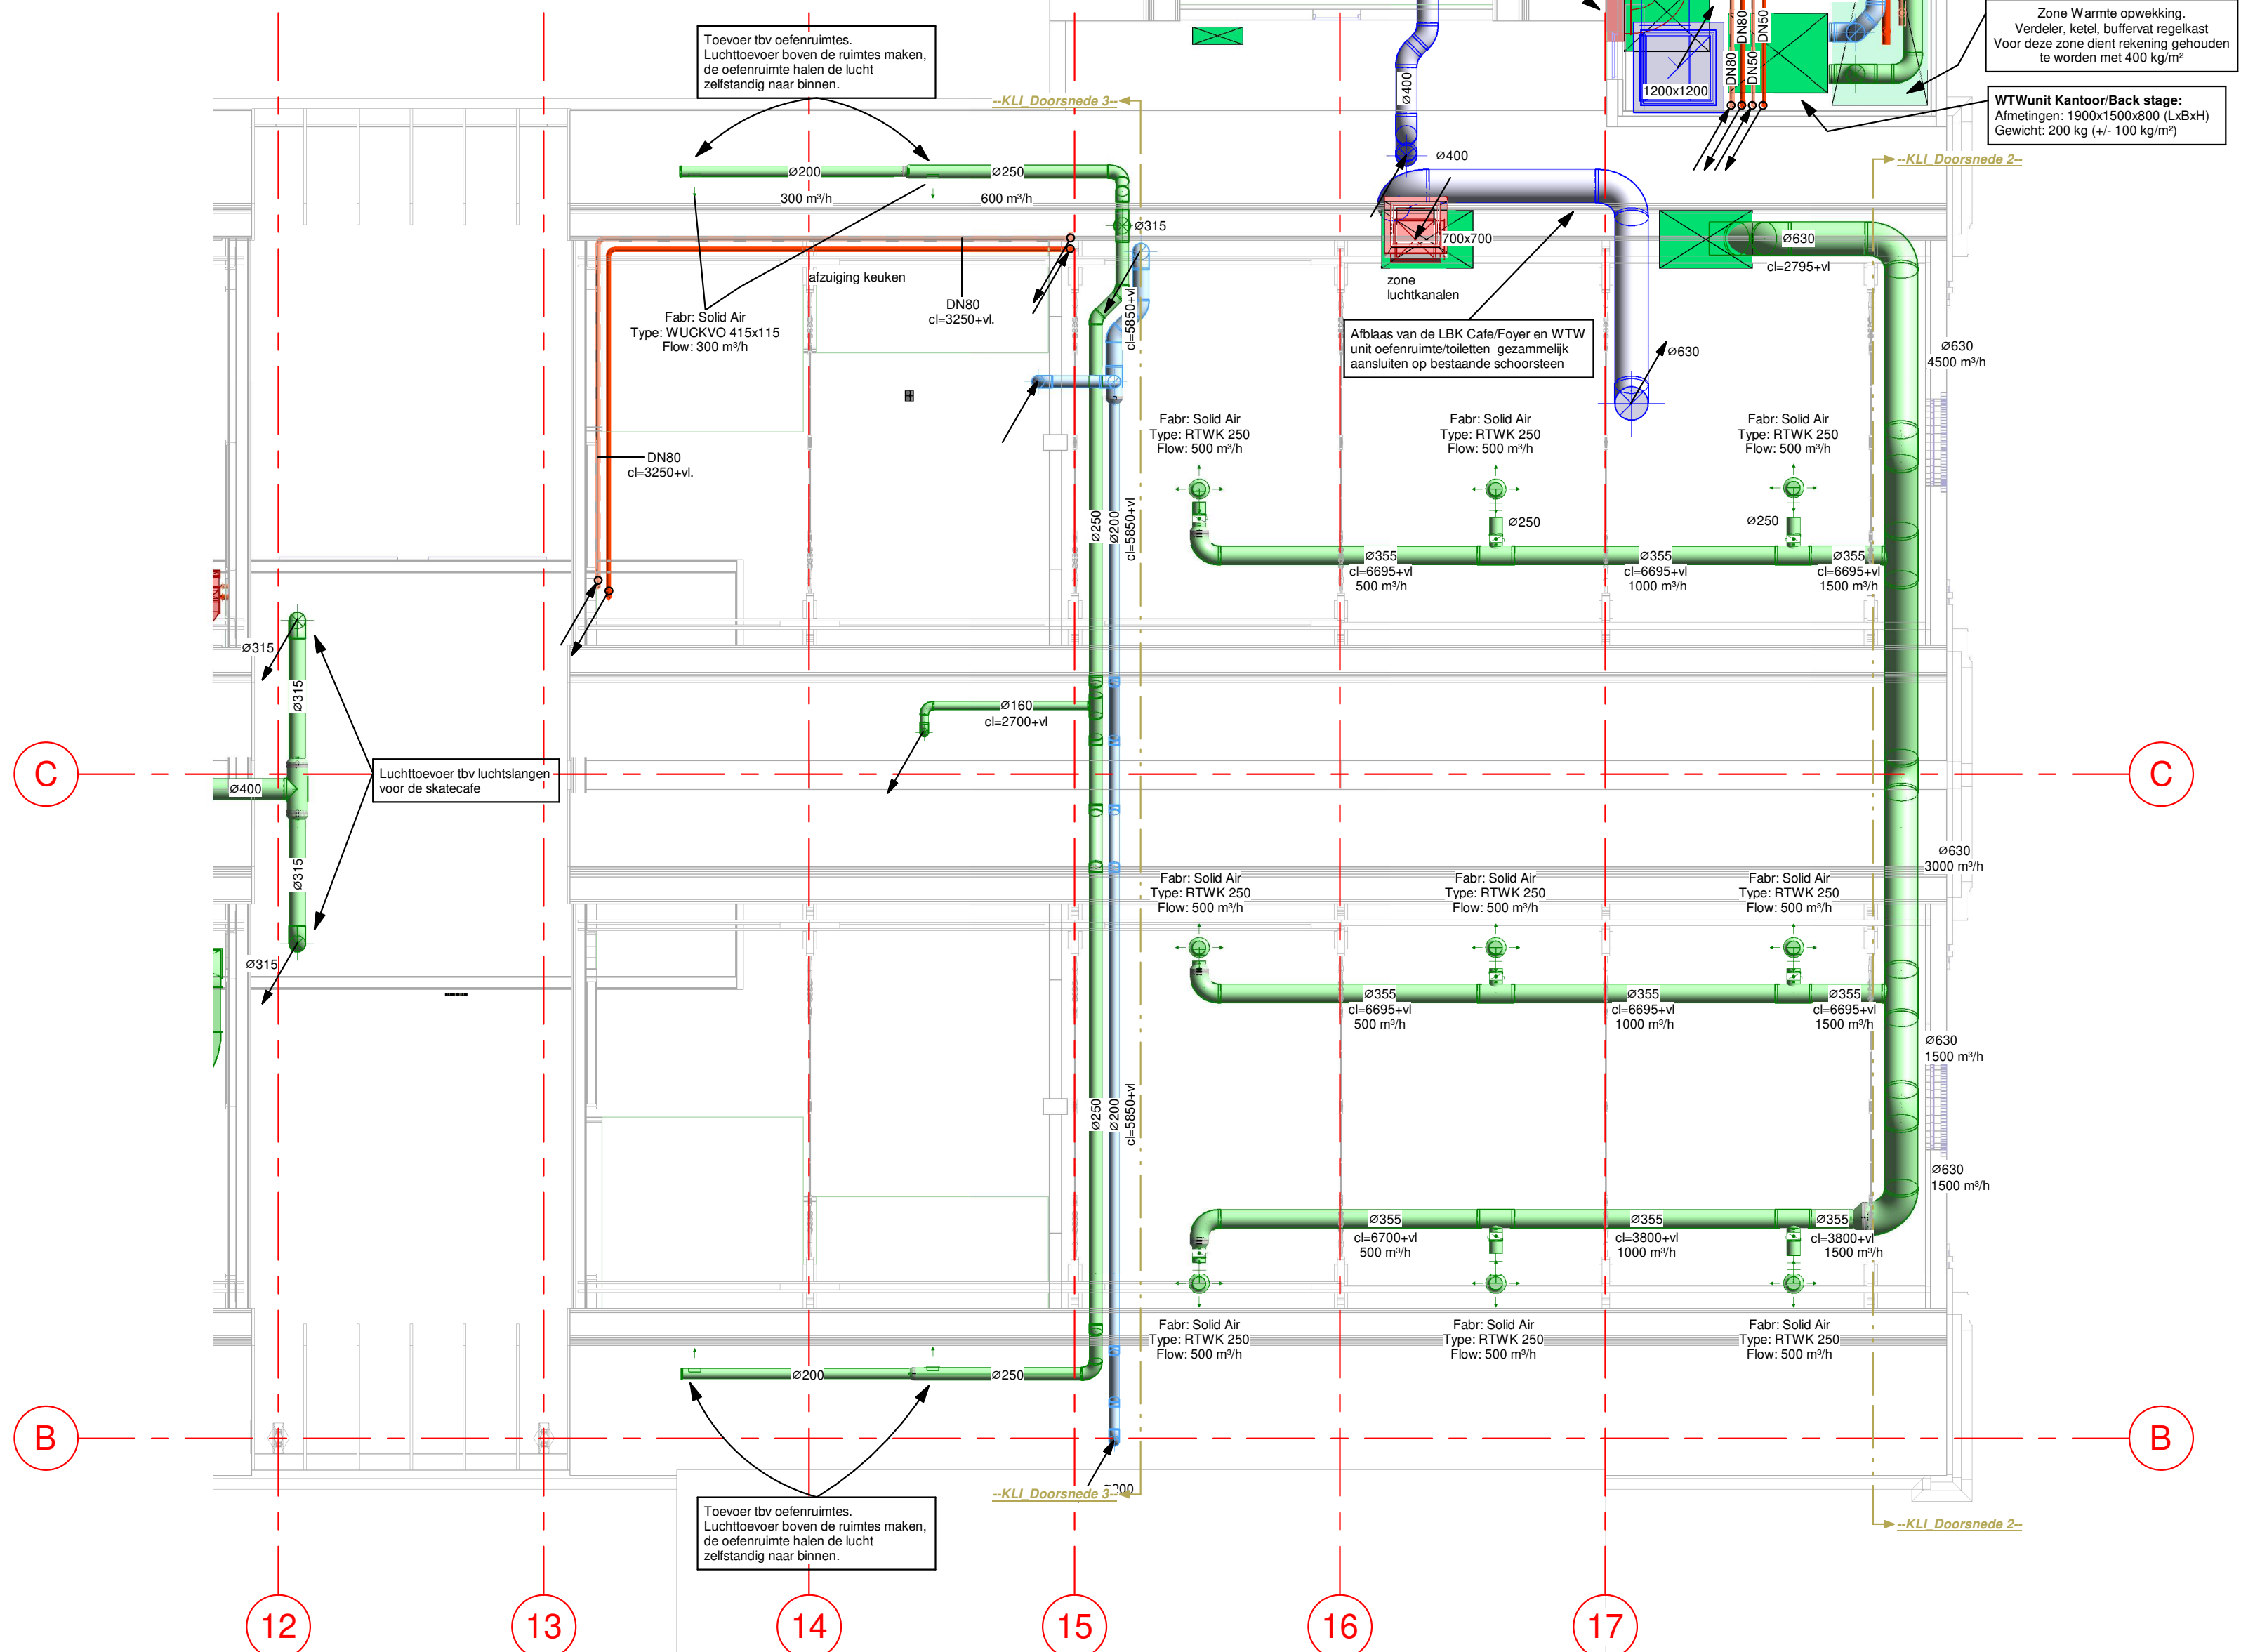 Toevoer tbv oefenruimtes.
Luchttoevoer boven de ruimtes maken,
de oefenruimte halen de lucht
zelfstandig naar binnen.
--KLI_Doorsnede 3--
Ø400
DN80
DN50
DN80
DN50
1200x1200
Zone Warmte opwekking.
Verdeler, ketel, buffervat regelkast
Voor deze zone dient rekening gehouden
te worden met 400 kg/m²
WTWunit Kantoor/Back stage:
Afmetingen: 1900x1500x800 (LxBxH)
Gewicht: 200 kg (+/- 100 kg/m²)
--KLI_Doorsnede 2--
Ø400
Ø200
Ø250
300 m³/h
600 m³/h
Ø315
700x700
Ø630
cl=2795+vl
afzuiging keuken
zone
luchtkanalen
DN80
cl=3250+vl.
cl=5850+vl
Fabr: Solid Air
Type: WUCKVO 415x115
Flow: 300 m³/h
Afblaas van de LBK Cafe/Foyer en WTW
unit oefenruimte/toiletten  gezammelijk
aansluiten op bestaande schoorsteen
Ø630
Ø630
4500 m³/h
Fabr: Solid Air
Type: RTWK 250
Flow: 500 m³/h
Fabr: Solid Air
Type: RTWK 250
Flow: 500 m³/h
Fabr: Solid Air
Type: RTWK 250
Flow: 500 m³/h
DN80
cl=3250+vl.
Ø250
Ø200
cl=5850+vl
Ø250
Ø250
Ø355
cl=6695+vl
500 m³/h
Ø355
cl=6695+vl
1000 m³/h
Ø355
cl=6695+vl
1500 m³/h
Ø315
Ø315
Ø160
cl=2700+vl
C
C
Luchttoevoer tbv luchtslangen
voor de skatecafe
Ø400
Ø315
Ø315
Ø630
3000 m³/h
Fabr: Solid Air
Type: RTWK 250
Flow: 500 m³/h
Fabr: Solid Air
Type: RTWK 250
Flow: 500 m³/h
Fabr: Solid Air
Type: RTWK 250
Flow: 500 m³/h
Ø355
cl=6695+vl
500 m³/h
Ø355
cl=6695+vl
1000 m³/h
Ø355
cl=6695+vl
1500 m³/h
Ø630
1500 m³/h
Ø250
Ø200
cl=5850+vl
Ø630
1500 m³/h
Ø355
cl=6700+vl
500 m³/h
Ø355
cl=3800+vl
1000 m³/h
Ø355
cl=3800+vl
1500 m³/h
Fabr: Solid Air
Type: RTWK 250
Flow: 500 m³/h
Fabr: Solid Air
Type: RTWK 250
Flow: 500 m³/h
Fabr: Solid Air
Type: RTWK 250
Flow: 500 m³/h
Ø200
Ø250
B
B
--KLI_Doorsnede 3--
--KLI_Doorsnede 2--
Toevoer tbv oefenruimtes.
Luchttoevoer boven de ruimtes maken,
de oefenruimte halen de lucht
zelfstandig naar binnen.
12
13
14
15
16
17